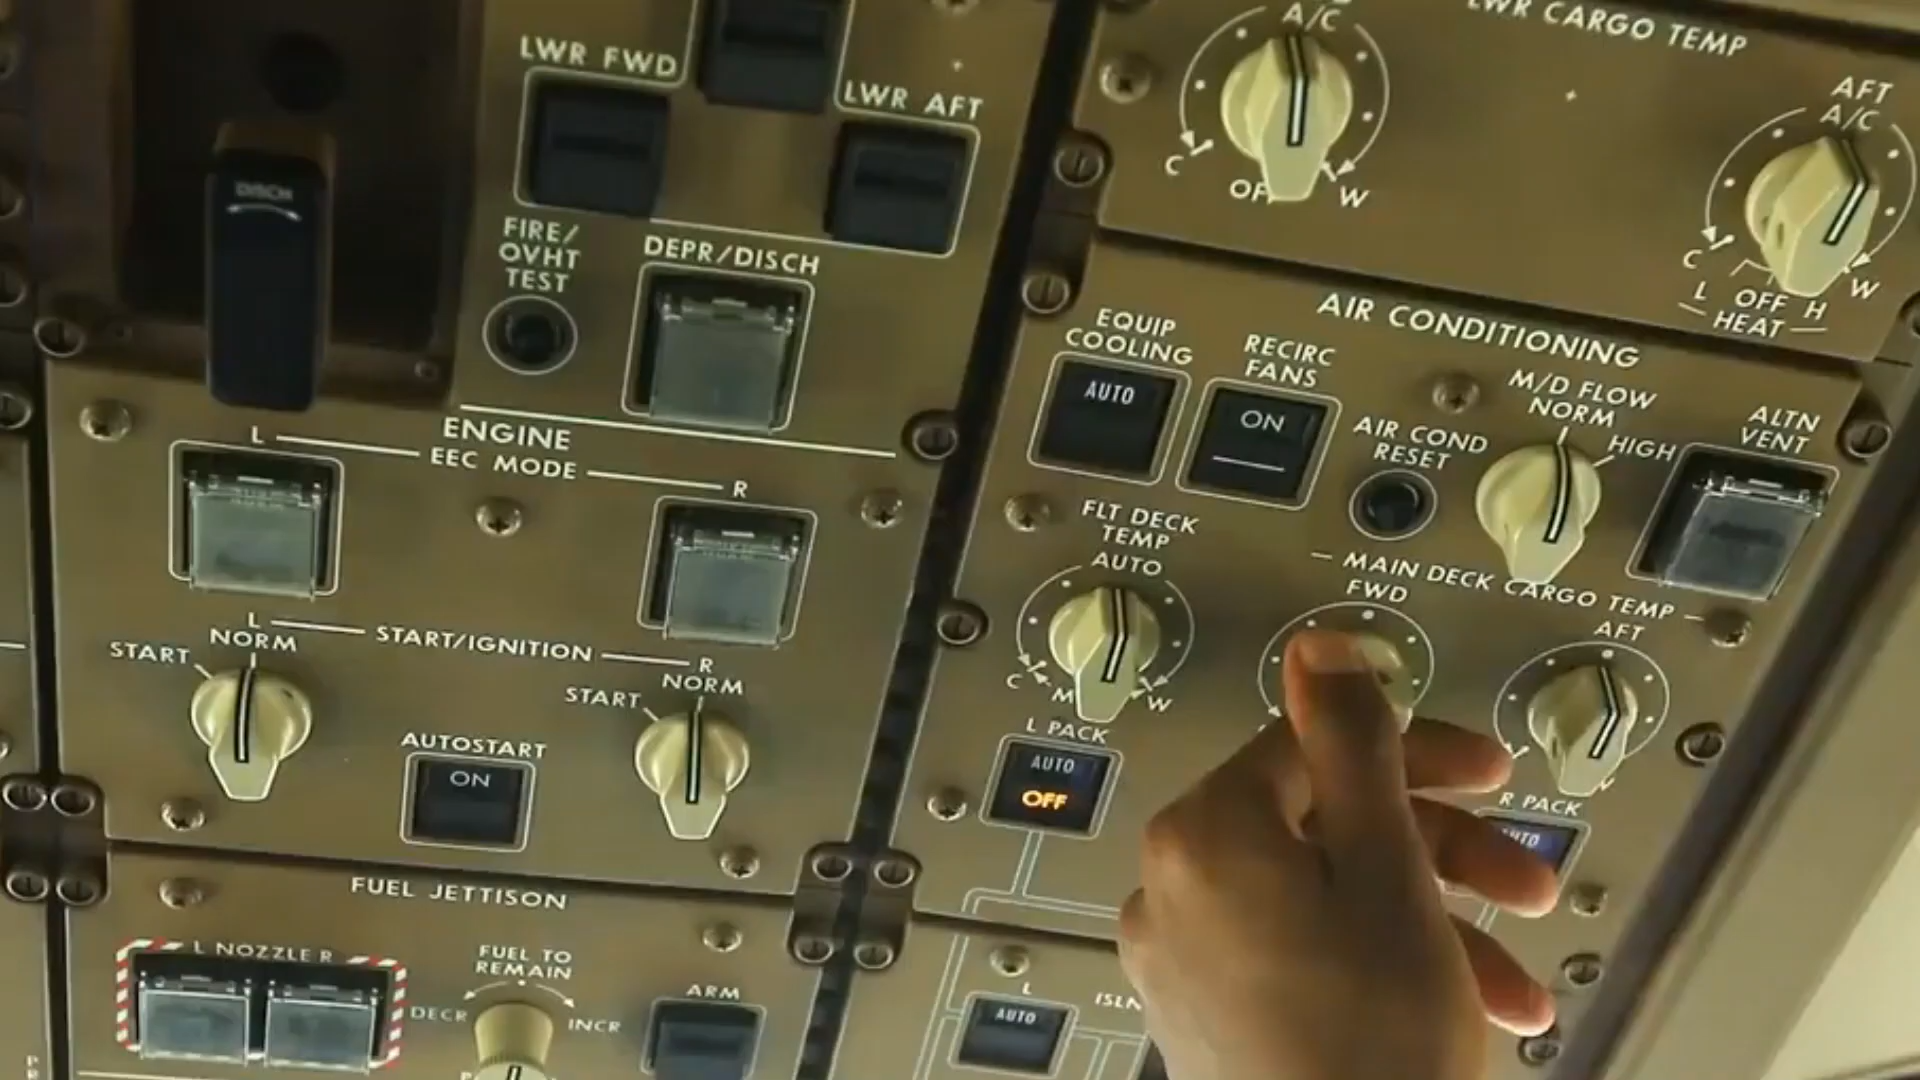 LWR FWD
LWR AFT
DISCH
FIRE/
OVHT
TEST
DEPR/DISCH
ENGINE
L EEC MODE R
L START/IGNITION R
START NORM
START NORM
AUTOSTART
ON
FUEL JETTISON
L NOZZLE R
FUEL TO
REMAIN
DECR INCR
ARM
LWR CARGO TEMP
A/C
C W
AFT
A/C
C W
L OFF H
HEAT
AIR CONDITIONING
EQUIP
COOLING
AUTO
RECIRC
FANS
ON
AIR COND
RESET
M/D FLOW
NORM
HIGH
ALTN
VENT
FLT DECK
TEMP
AUTO
C M W
MAIN DECK CARGO TEMP
FWD
AFT
L PACK
AUTO
OFF
R PACK
AUTO
L
AUTO